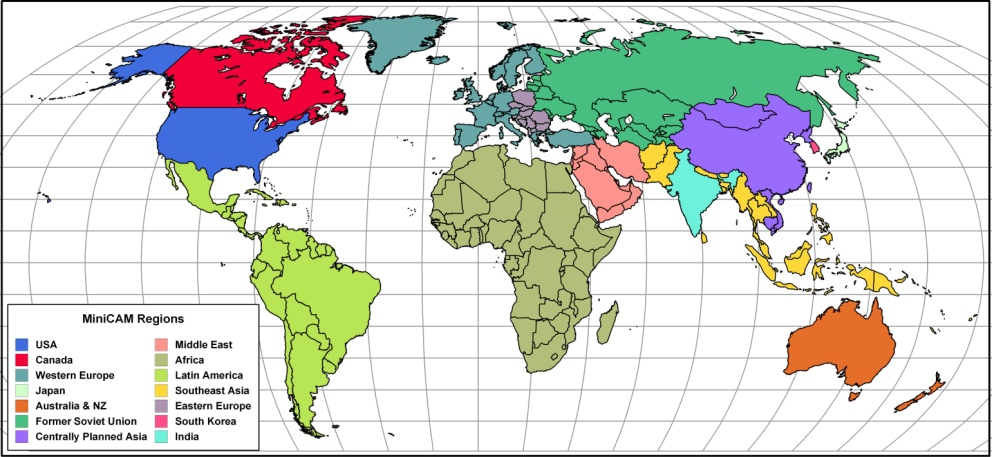 MiniCAM Regions
USA
Canada
Western Europe
Japan
Australia & NZ
Former Soviet Union
Centrally Planned Asia
Middle East
Africa
Latin America
Southeast Asia
Eastern Europe
South Korea
India